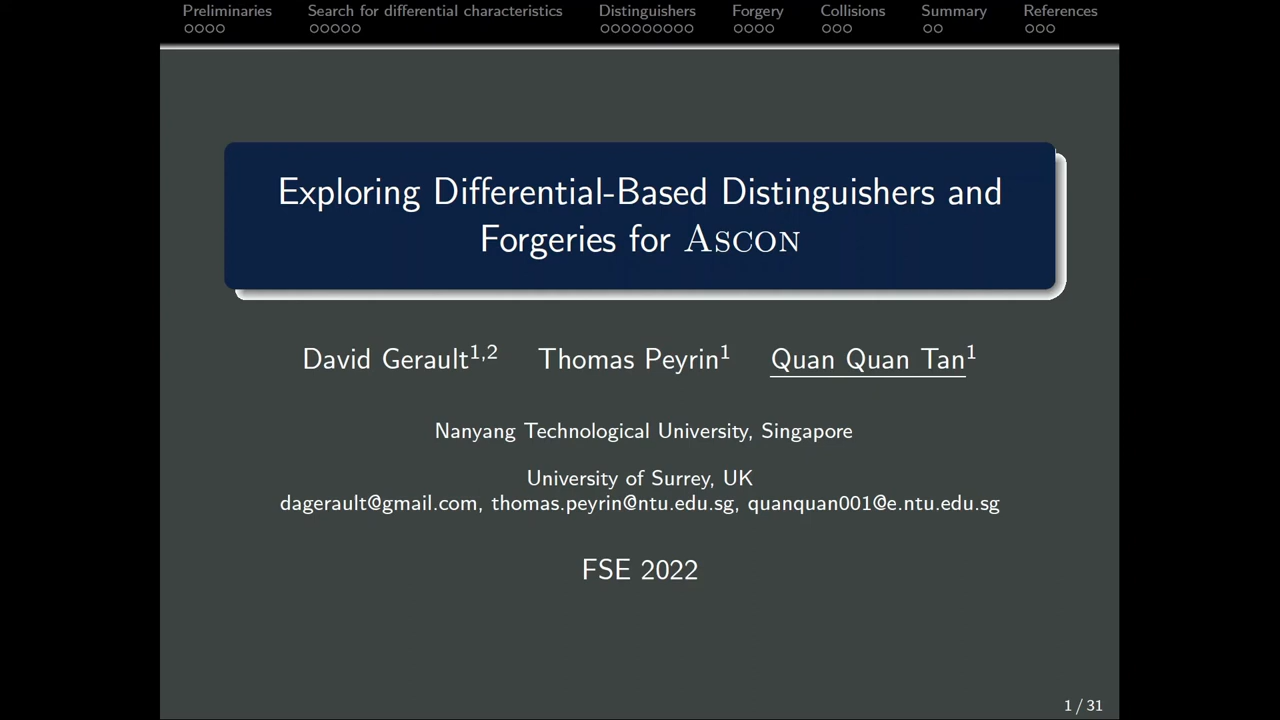 Preliminaries Search for differential characteristics Distinguishers Forgery Collisions Summary References
Exploring Differential-Based Distinguishers and
Forgeries for ASCON
David Gerault1,2 Thomas Peyrin1 Quan Quan Tan1
Nanyang Technological University, Singapore
University of Surrey, UK
dagerault@gmail.com, thomas.peyrin@ntu.edu.sg, quanquan001@e.ntu.edu.sg
FSE 2022
1 / 31